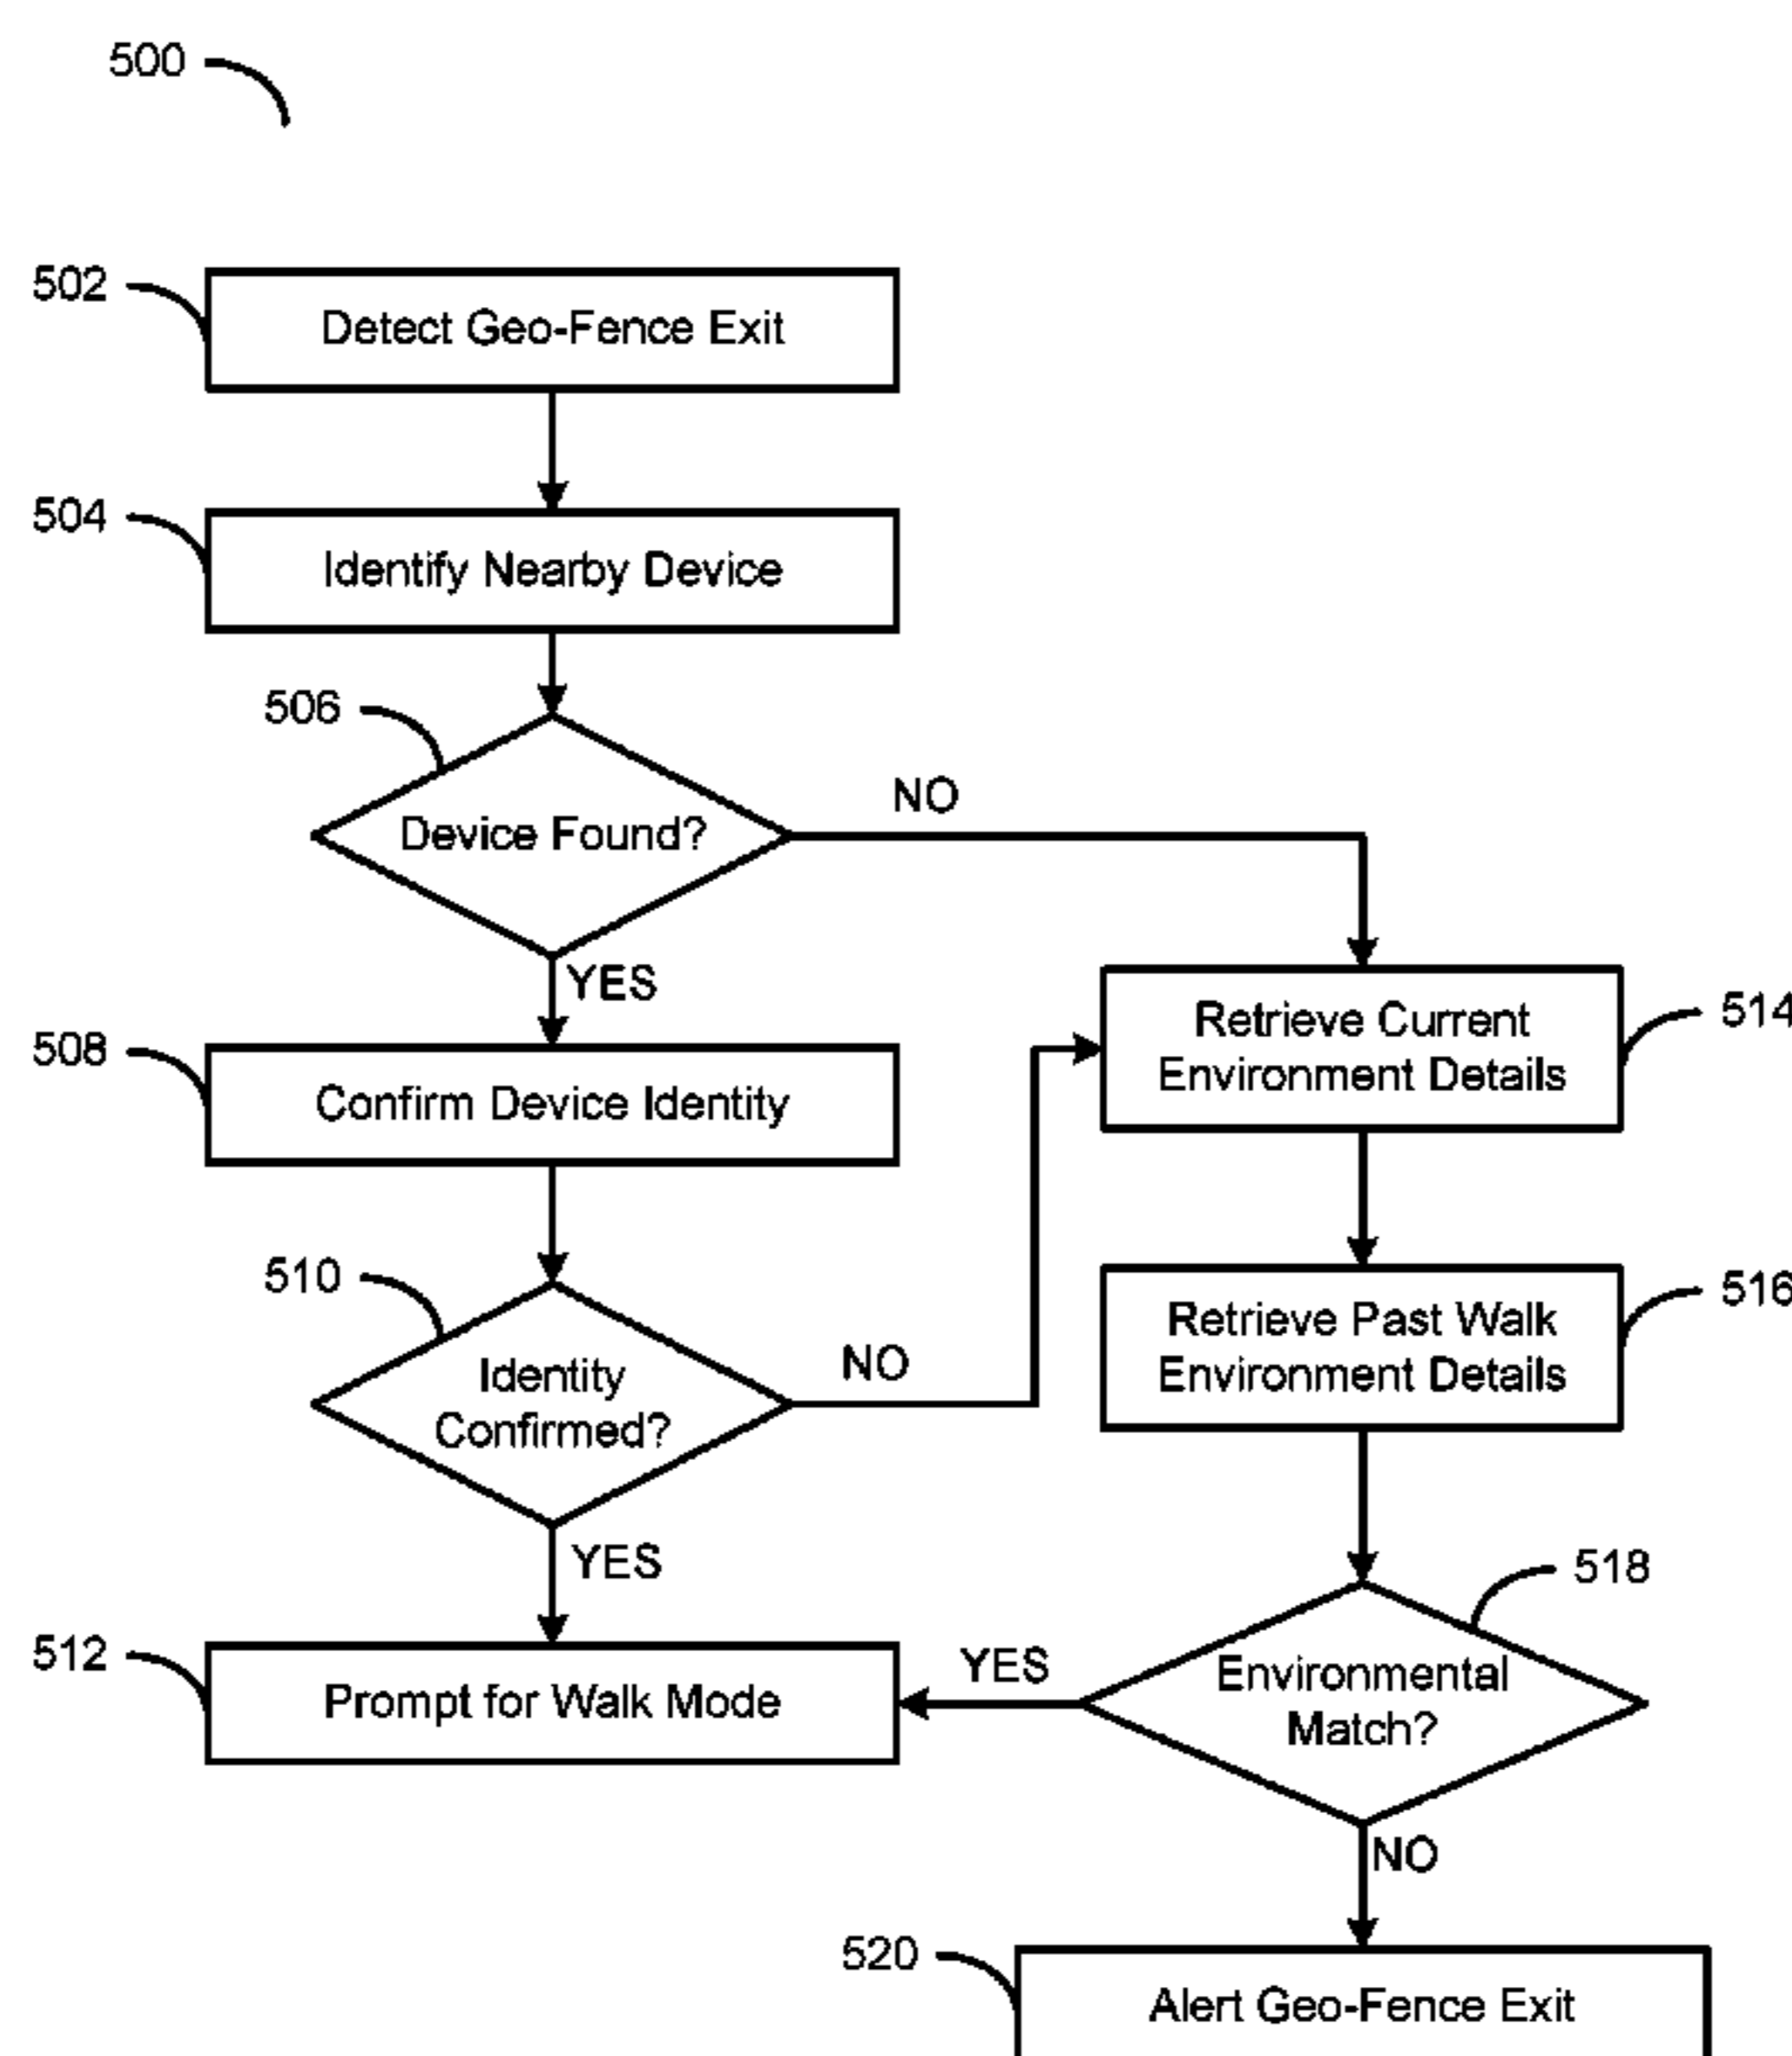 500
502
Detect Geo-Fence Exit
504
Identify Nearby Device
506
Device Found?
NO
YES
508
Confirm Device Identity
514
Retrieve Current
Environment Details
510
Identity
Confirmed?
NO
YES
516
Retrieve Past Walk
Environment Details
512
Prompt for Walk Mode
518
Environmental
Match?
YES
NO
520
Alert Geo-Fence Exit